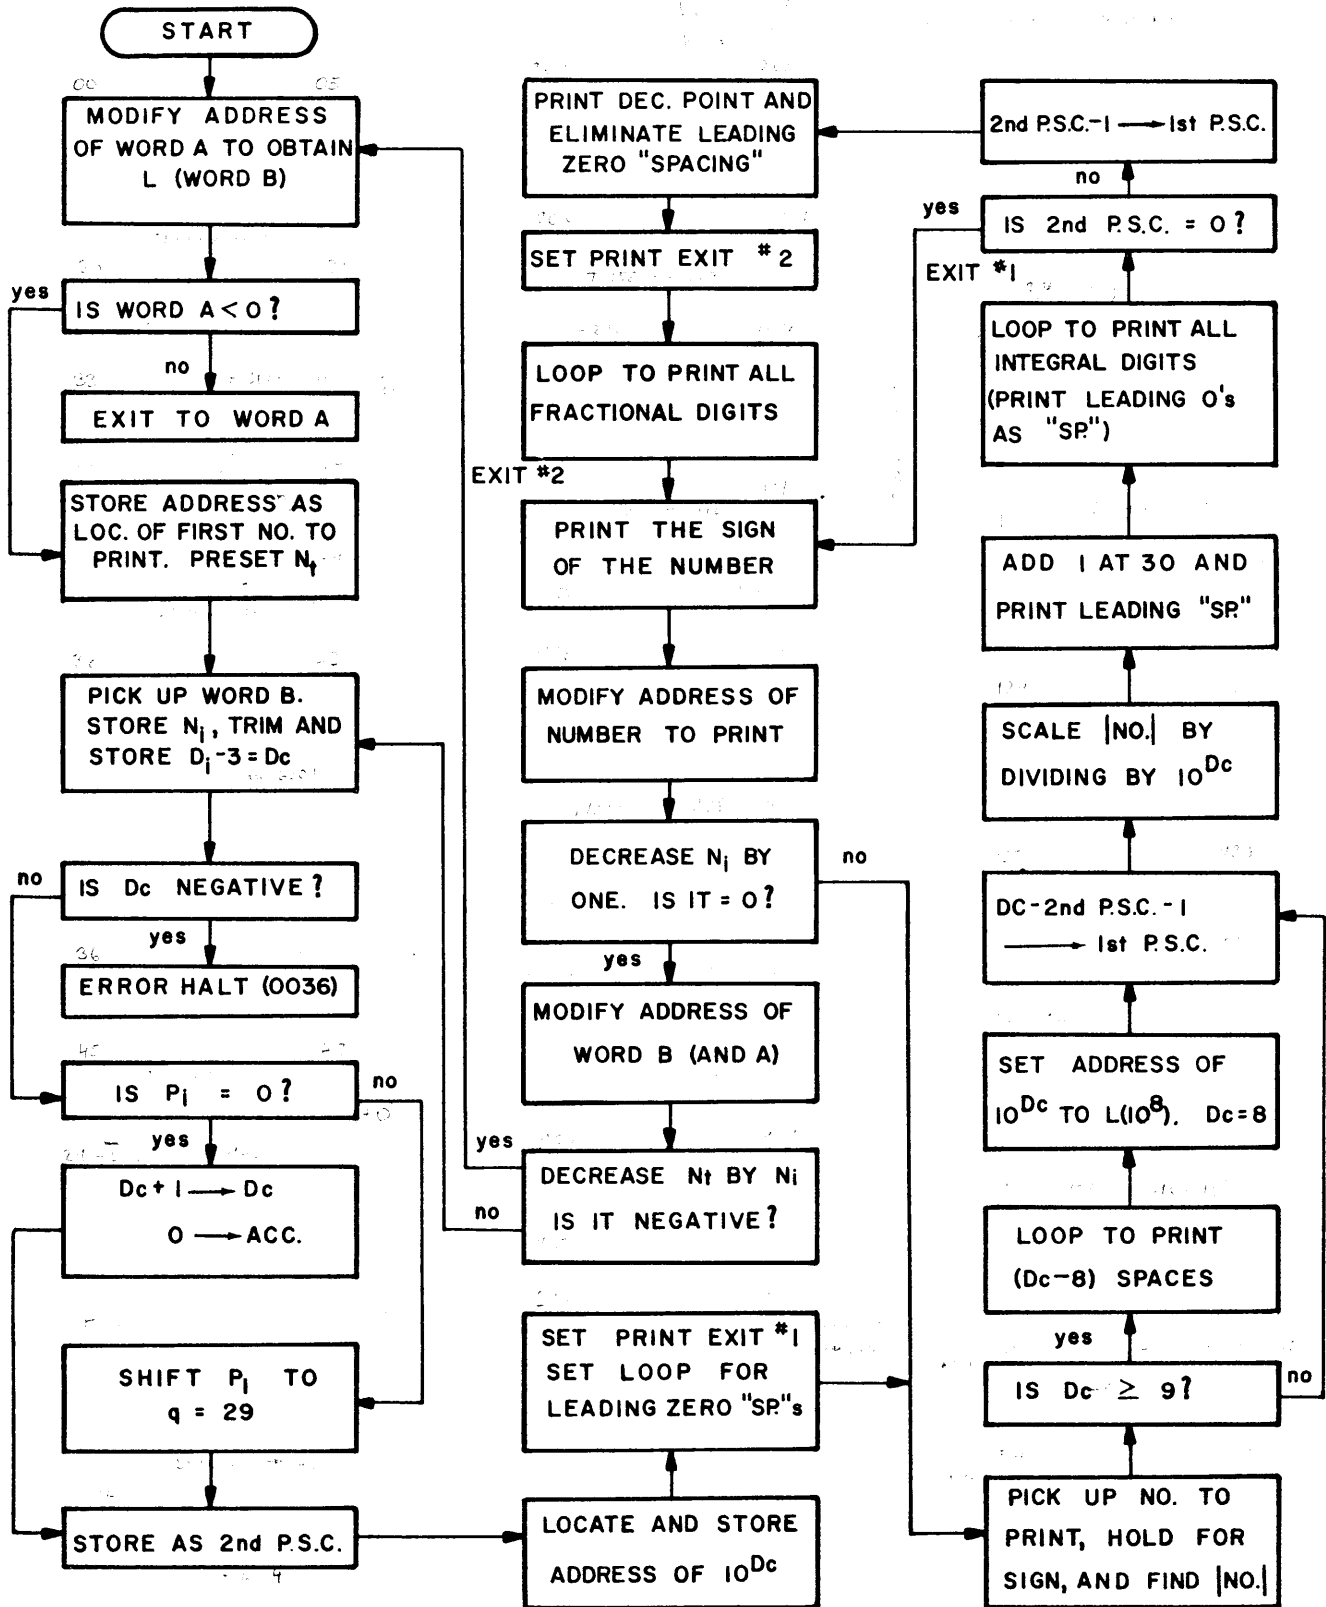 START
MODIFY ADDRESS
OF WORD A TO OBTAIN
L (WORD B)
yes
IS WORD A < 0?
no
EXIT TO WORD A
STORE ADDRESS AS
LOC. OF FIRST NO. TO
PRINT. PRESET Nt
PICK UP WORD B.
STORE Ni, TRIM AND
STORE Di-3 = Dc
no
IS Dc NEGATIVE?
yes
36
ERROR HALT (0036)
45
IS Pi = 0?
no
yes
Dc + 1 → Dc
0 → ACC.
SHIFT Pi TO
q = 29
STORE AS 2nd P.S.C.
PRINT DEC. POINT AND
ELIMINATE LEADING
ZERO "SPACING"
SET PRINT EXIT #2
LOOP TO PRINT ALL
FRACTIONAL DIGITS
EXIT #2
PRINT THE SIGN
OF THE NUMBER
MODIFY ADDRESS OF
NUMBER TO PRINT
DECREASE Ni BY
ONE. IS IT = 0?
no
yes
MODIFY ADDRESS OF
WORD B (AND A)
yes
DECREASE Nt BY Ni
IS IT NEGATIVE?
no
SET PRINT EXIT #1
SET LOOP FOR
LEADING ZERO "SP."s
LOCATE AND STORE
ADDRESS OF 10^Dc
2nd P.S.C.-1 → 1st P.S.C.
no
yes
IS 2nd P.S.C. = 0?
EXIT #1
LOOP TO PRINT ALL
INTEGRAL DIGITS
(PRINT LEADING 0's
AS "SP.")
ADD 1 AT 30 AND
PRINT LEADING "SP."
SCALE |NO.| BY
DIVIDING BY 10^Dc
DC-2nd P.S.C.-1
→ 1st P.S.C.
SET ADDRESS OF
10^Dc TO L(10^8). Dc=8
LOOP TO PRINT
(Dc-8) SPACES
yes
IS Dc ≥ 9?
no
PICK UP NO. TO
PRINT, HOLD FOR
SIGN, AND FIND |NO.|